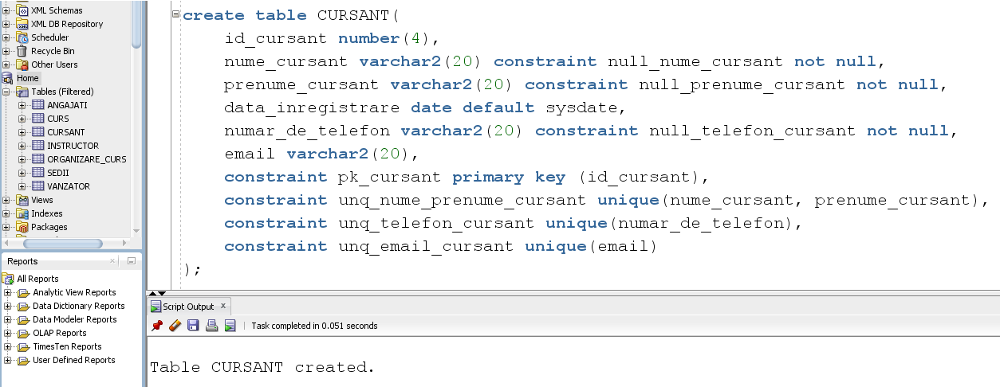 XML Schemas
XML DB Repository
Scheduler
Recycle Bin
Other Users
Home
Tables (Filtered)
ANGAJATI
CURS
CURSANT
INSTRUCTOR
ORGANIZARE_CURS
SEDII
VANZATOR
Views
Indexes
Packages
Reports
All Reports
Analytic View Reports
Data Dictionary Reports
Data Modeler Reports
OLAP Reports
TimesTen Reports
User Defined Reports
create table CURSANT(
id_cursant number(4),
nume_cursant varchar2(20) constraint null_nume_cursant not null,
prenume_cursant varchar2(20) constraint null_prenume_cursant not null,
data_inregistrare date default sysdate,
numar_de_telefon varchar2(20) constraint null_telefon_cursant not null,
email varchar2(20),
constraint pk_cursant primary key (id_cursant),
constraint unq_nume_prenume_cursant unique(nume_cursant, prenume_cursant),
constraint unq_telefon_cursant unique(numar_de_telefon),
constraint unq_email_cursant unique(email)
);
Script Output x
Task completed in 0.051 seconds
Table CURSANT created.